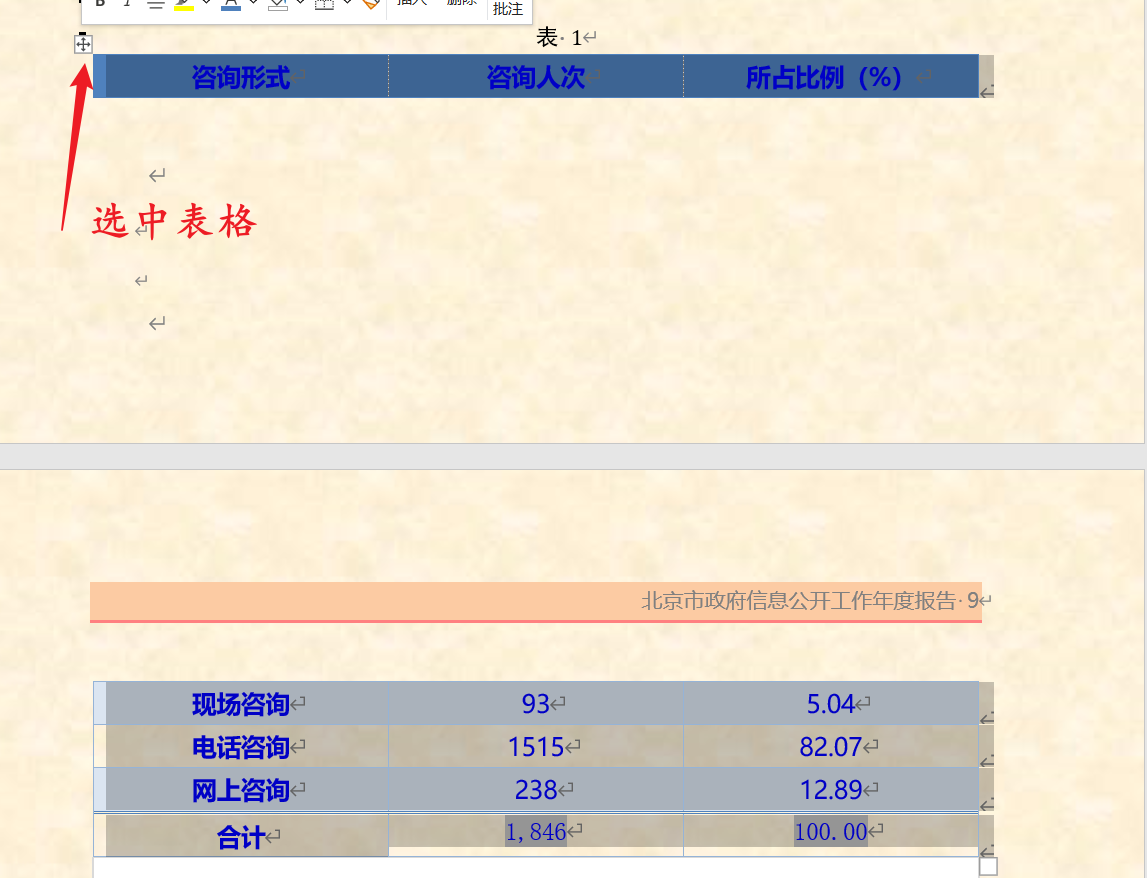 B I A 插入 删除
批注
表 1
咨询形式 咨询人次 所占比例（%）
选中表格
北京市政府信息公开工作年度报告 9
现场咨询 93 5.04
电话咨询 1515 82.07
网上咨询 238 12.89
合计 1,846 100.00